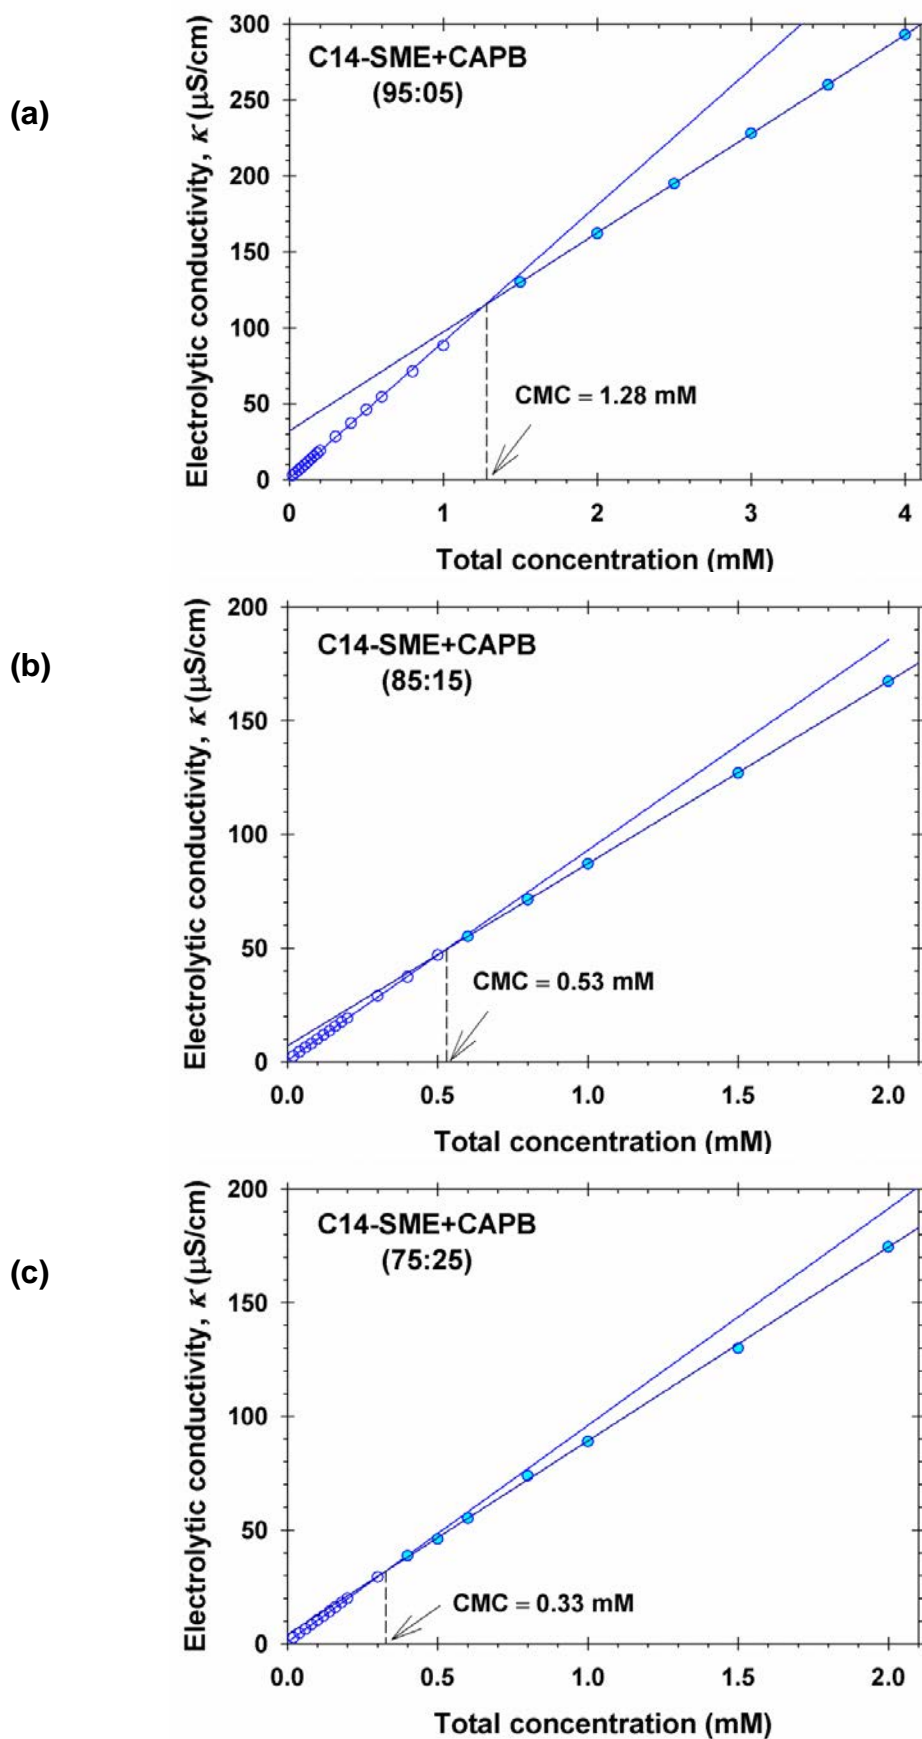 (a)
C14-SME+CAPB
(95:05)
Electrolytic conductivity, κ (μS/cm)
300
250
200
150
100
50
0
CMC = 1.28 mM
0 1 2 3 4
Total concentration (mM)
(b)
C14-SME+CAPB
(85:15)
Electrolytic conductivity, κ (μS/cm)
200
150
100
50
0
CMC = 0.53 mM
0.0 0.5 1.0 1.5 2.0
Total concentration (mM)
(c)
C14-SME+CAPB
(75:25)
Electrolytic conductivity, κ (μS/cm)
200
150
100
50
0
CMC = 0.33 mM
0.0 0.5 1.0 1.5 2.0
Total concentration (mM)